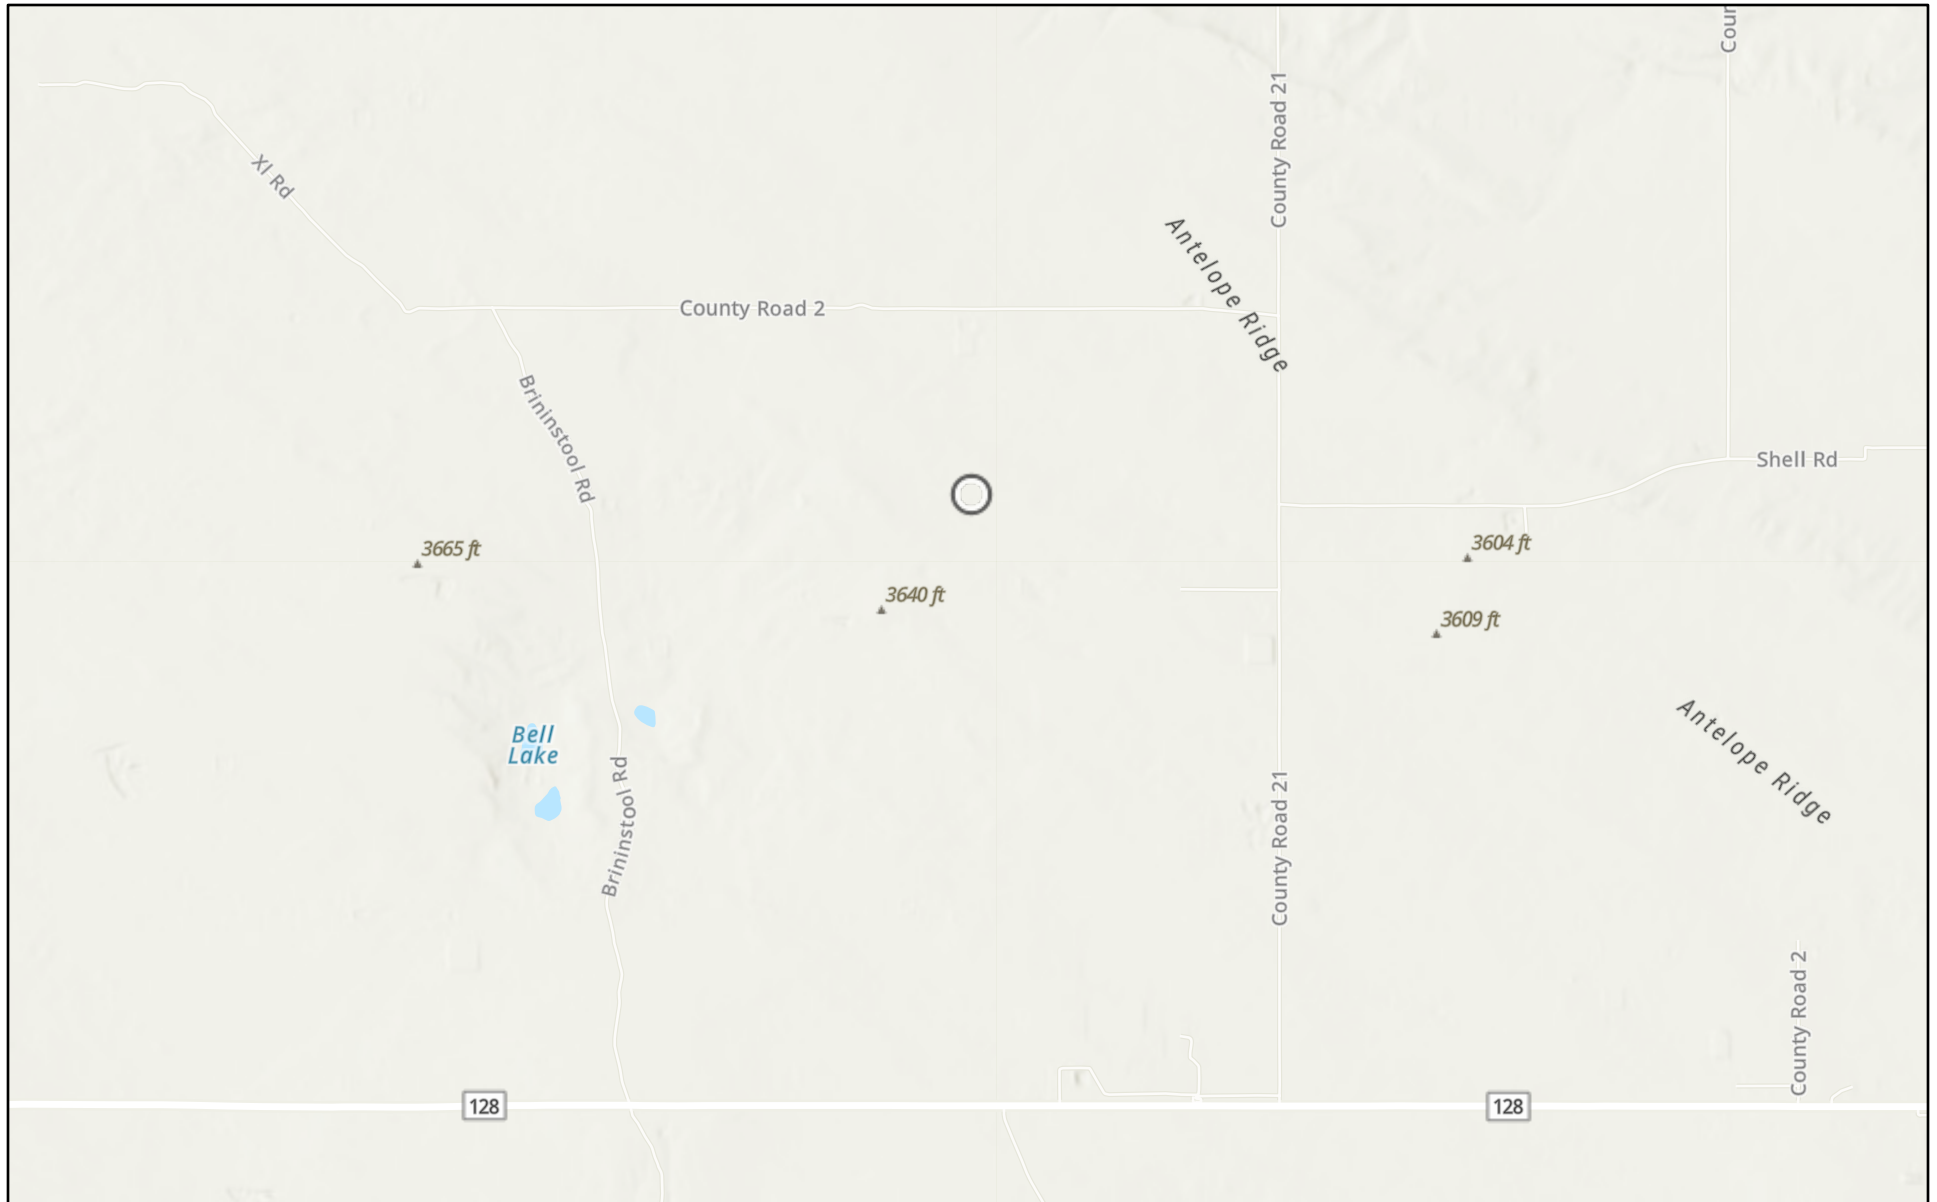 Cour
County Road 21
Xl Rd
Antelope Ridge
County Road 2
Brininstool Rd
Shell Rd
3665 ft
3604 ft
3640 ft
3609 ft
Antelope Ridge
Bell
Lake
Brininstool Rd
County Road 21
County Road 2
128
128